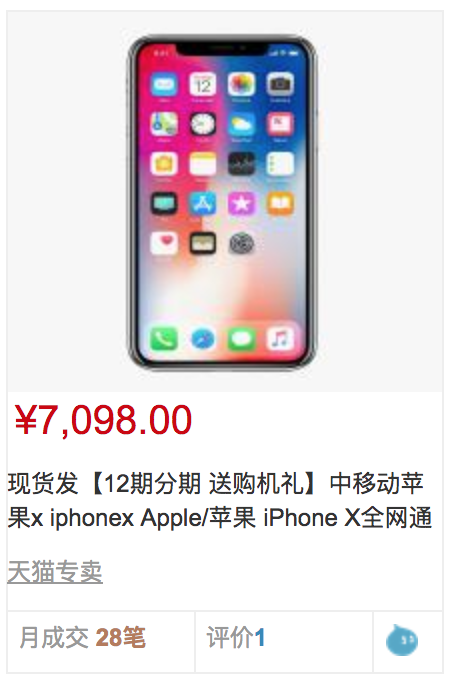 ¥7,098.00
现货发【12期分期 送购机礼】中移动苹
果x iphonex Apple/苹果 iPhone X全网通
天猫专卖
月成交 28笔
评价1